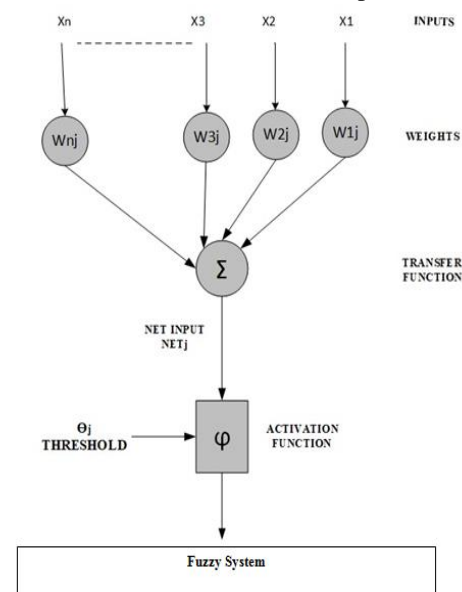 Xn X3 X2 X1 INPUTS
Wnj W3j W2j W1j WEIGHTS
Σ
TRANSFER
FUNCTION
NET INPUT
NETj
Θj
THRESHOLD
φ
ACTIVATION
FUNCTION
Fuzzy System